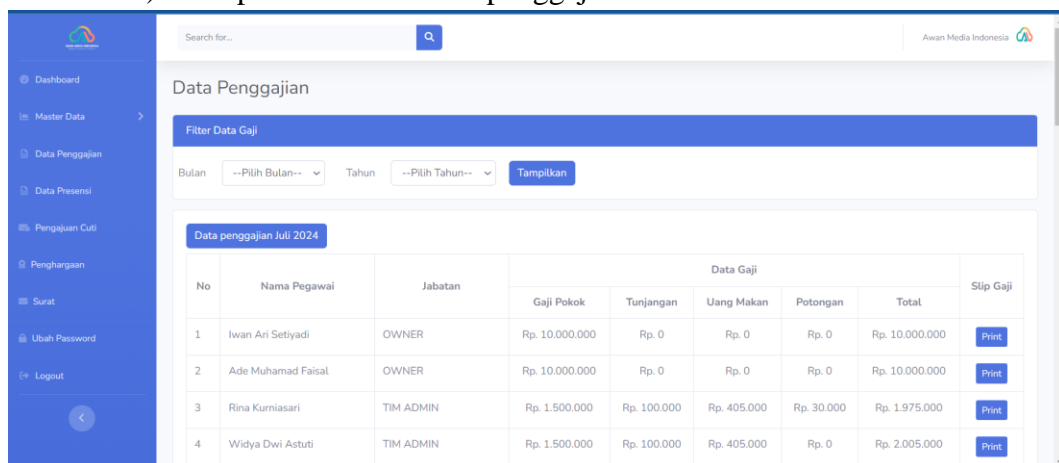 Search for...
Awan Media Indonesia
Dashboard
Master Data
Data Penggajian
Data Presensi
Pengajuan Cuti
Penghargaan
Surat
Ubah Password
Logout
Data Penggajian
Filter Data Gaji
Bulan --Pilih Bulan-- Tahun --Pilih Tahun-- Tampilkan
Data penggajian Juli 2024
No Nama Pegawai Jabatan Data Gaji Slip Gaji
Gaji Pokok Tunjangan Uang Makan Potongan Total
1 Iwan Ari Setiyadi OWNER Rp. 10.000.000 Rp. 0 Rp. 0 Rp. 0 Rp. 10.000.000 Print
2 Ade Muhamad Faisal OWNER Rp. 10.000.000 Rp. 0 Rp. 0 Rp. 0 Rp. 10.000.000 Print
3 Rina Kurniasari TIM ADMIN Rp. 1.500.000 Rp. 100.000 Rp. 405.000 Rp. 30.000 Rp. 1.975.000 Print
4 Widya Dwi Astuti TIM ADMIN Rp. 1.500.000 Rp. 100.000 Rp. 405.000 Rp. 0 Rp. 2.005.000 Print